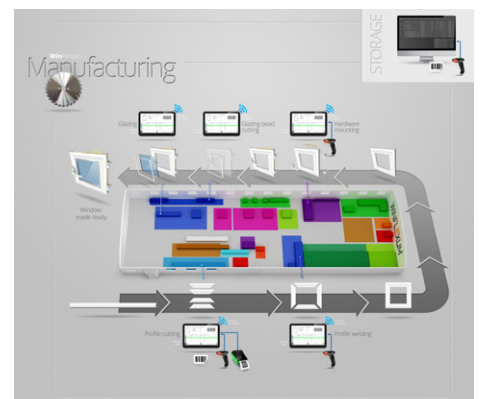 STORAGE
Manufacturing
Glazing
Glazing bead
cutting
Hardware
mounting
Window
made ready
Profile cutting
Profile welding